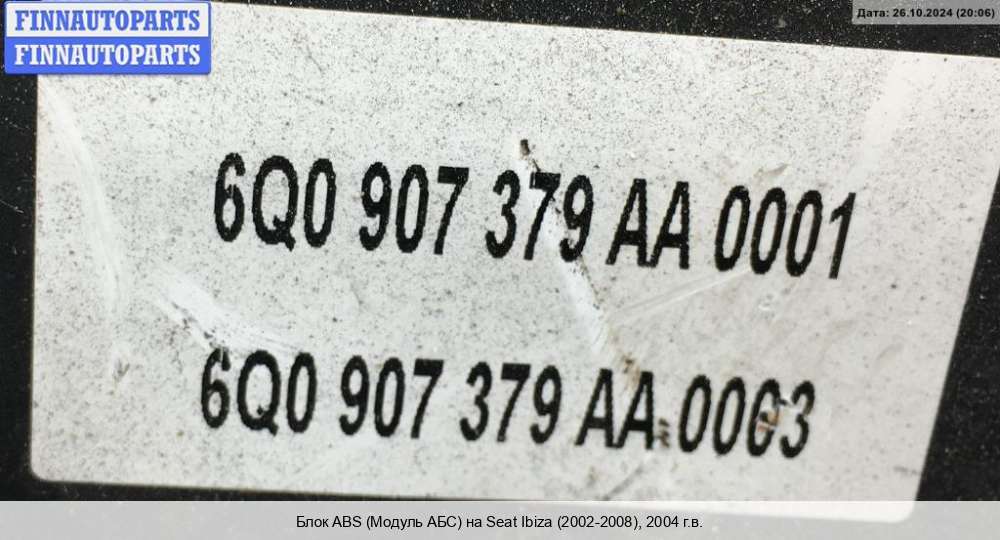 FINNAUTOPARTS
FINNAUTOPARTS
Дата: 26.10.2024 (20:06)
6Q0 907 379 AA 0001
6Q0 907 379 AA 0003
Блок ABS (Модуль АБС) на Seat Ibiza (2002-2008), 2004 г.в.